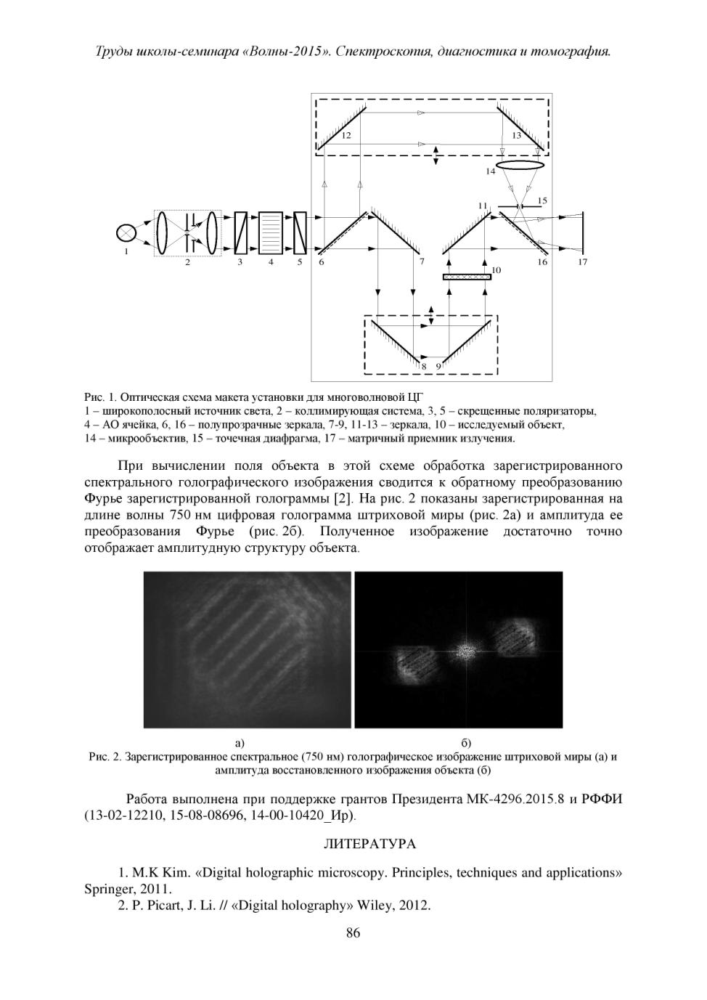 Труды школы-семинара «Волны-2015». Спектроскопия, диагностика и томография.
12
13
14
15
11
1
2
3
4
5
6
7
16
17
10
8
9
Рис. 1. Оптическая схема макета установки для многоволновой ЦГ
1 – широкополосный источник света, 2 – коллимирующая система, 3, 5 – скрещенные поляризаторы,
4 – АО ячейка, 6, 16 – полупрозрачные зеркала, 7-9, 11-13 – зеркала, 10 – исследуемый объект,
14 – микрообъектив, 15 – точечная диафрагма, 17 – матричный приемник излучения.
При вычислении поля объекта в этой схеме обработка зарегистрированного
спектрального голографического изображения сводится к обратному преобразованию
Фурье зарегистрированной голограммы [2]. На рис. 2 показаны зарегистрированная на
длине волны 750 нм цифровая голограмма штриховой миры (рис. 2а) и амплитуда ее
преобразования Фурье (рис. 2б). Полученное изображение достаточно точно
отображает амплитудную структуру объекта.
а)
б)
Рис. 2. Зарегистрированное спектральное (750 нм) голографическое изображение штриховой миры (а) и
амплитуда восстановленного изображения объекта (б)
Работа выполнена при поддержке грантов Президента МК-4296.2015.8 и РФФИ
(13-02-12210, 15-08-08696, 14-00-10420_Ир).
ЛИТЕРАТУРА
1. M.K Kim. «Digital holographic microscopy. Principles, techniques and applications»
Springer, 2011.
2. P. Picart, J. Li. // «Digital holography» Wiley, 2012.
86